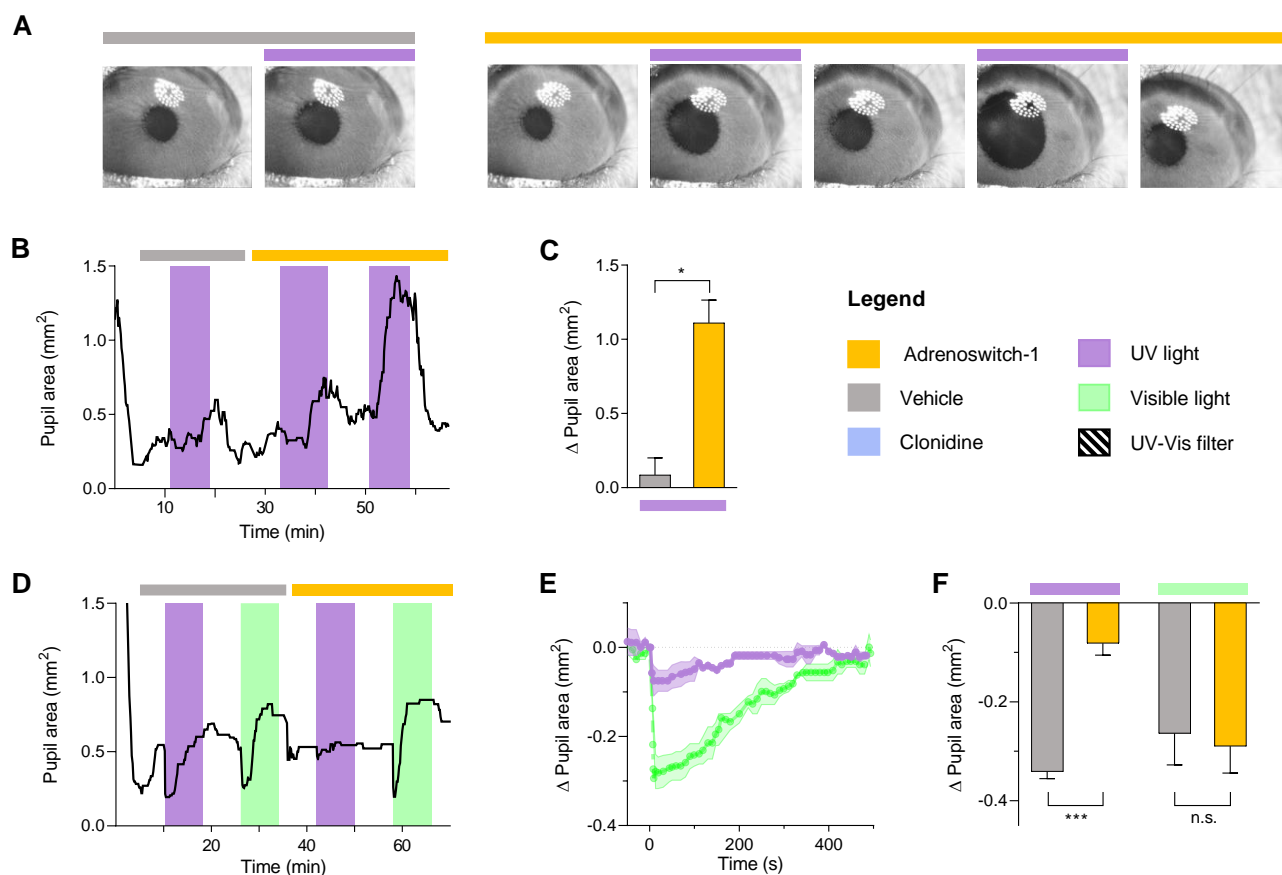 A
B
1.5
1.0
0.5
0.0
Pupil area (mm²)
10
30
50
Time (min)
C
1.5
1.0
0.5
0.0
Δ Pupil area (mm²)
*
Legend
Adrenoswitch-1
Vehicle
Clonidine
UV light
Visible light
UV-Vis filter
D
1.5
1.0
0.5
0.0
Pupil area (mm²)
20
40
60
Time (min)
E
0.0
-0.2
-0.4
Δ Pupil area (mm²)
0
200
400
Time (s)
F
0.0
-0.2
-0.4
Δ Pupil area (mm²)
***
n.s.